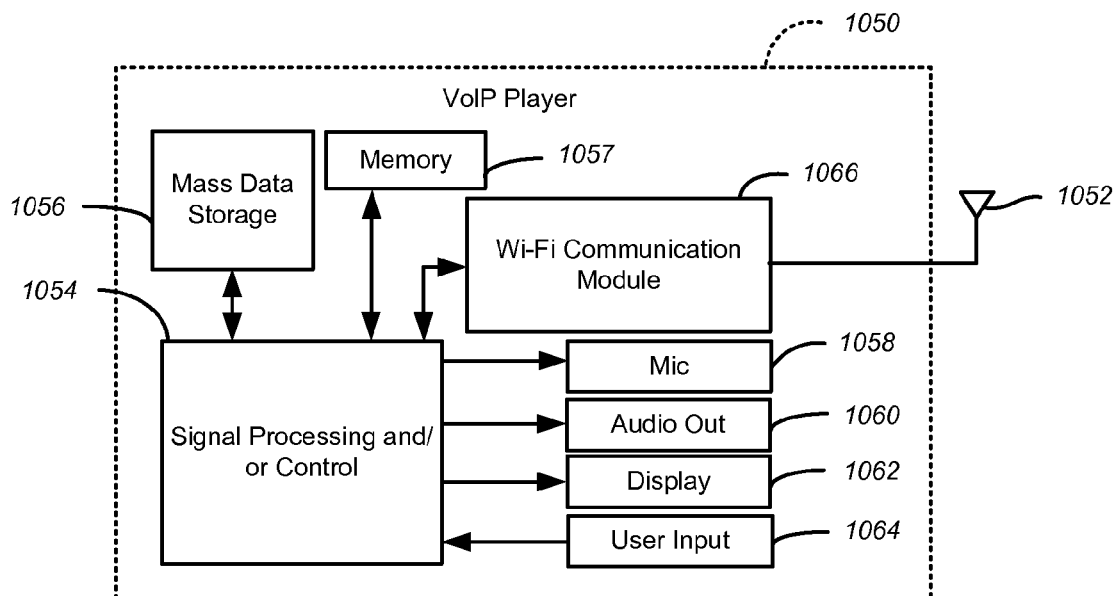 1050
VoIP Player
Mass Data
Storage
Memory
1057
1066
1056
1052
Wi-Fi Communication
Module
1054
1058
Mic
1060
Audio Out
Signal Processing and/
or Control
1062
Display
1064
User Input